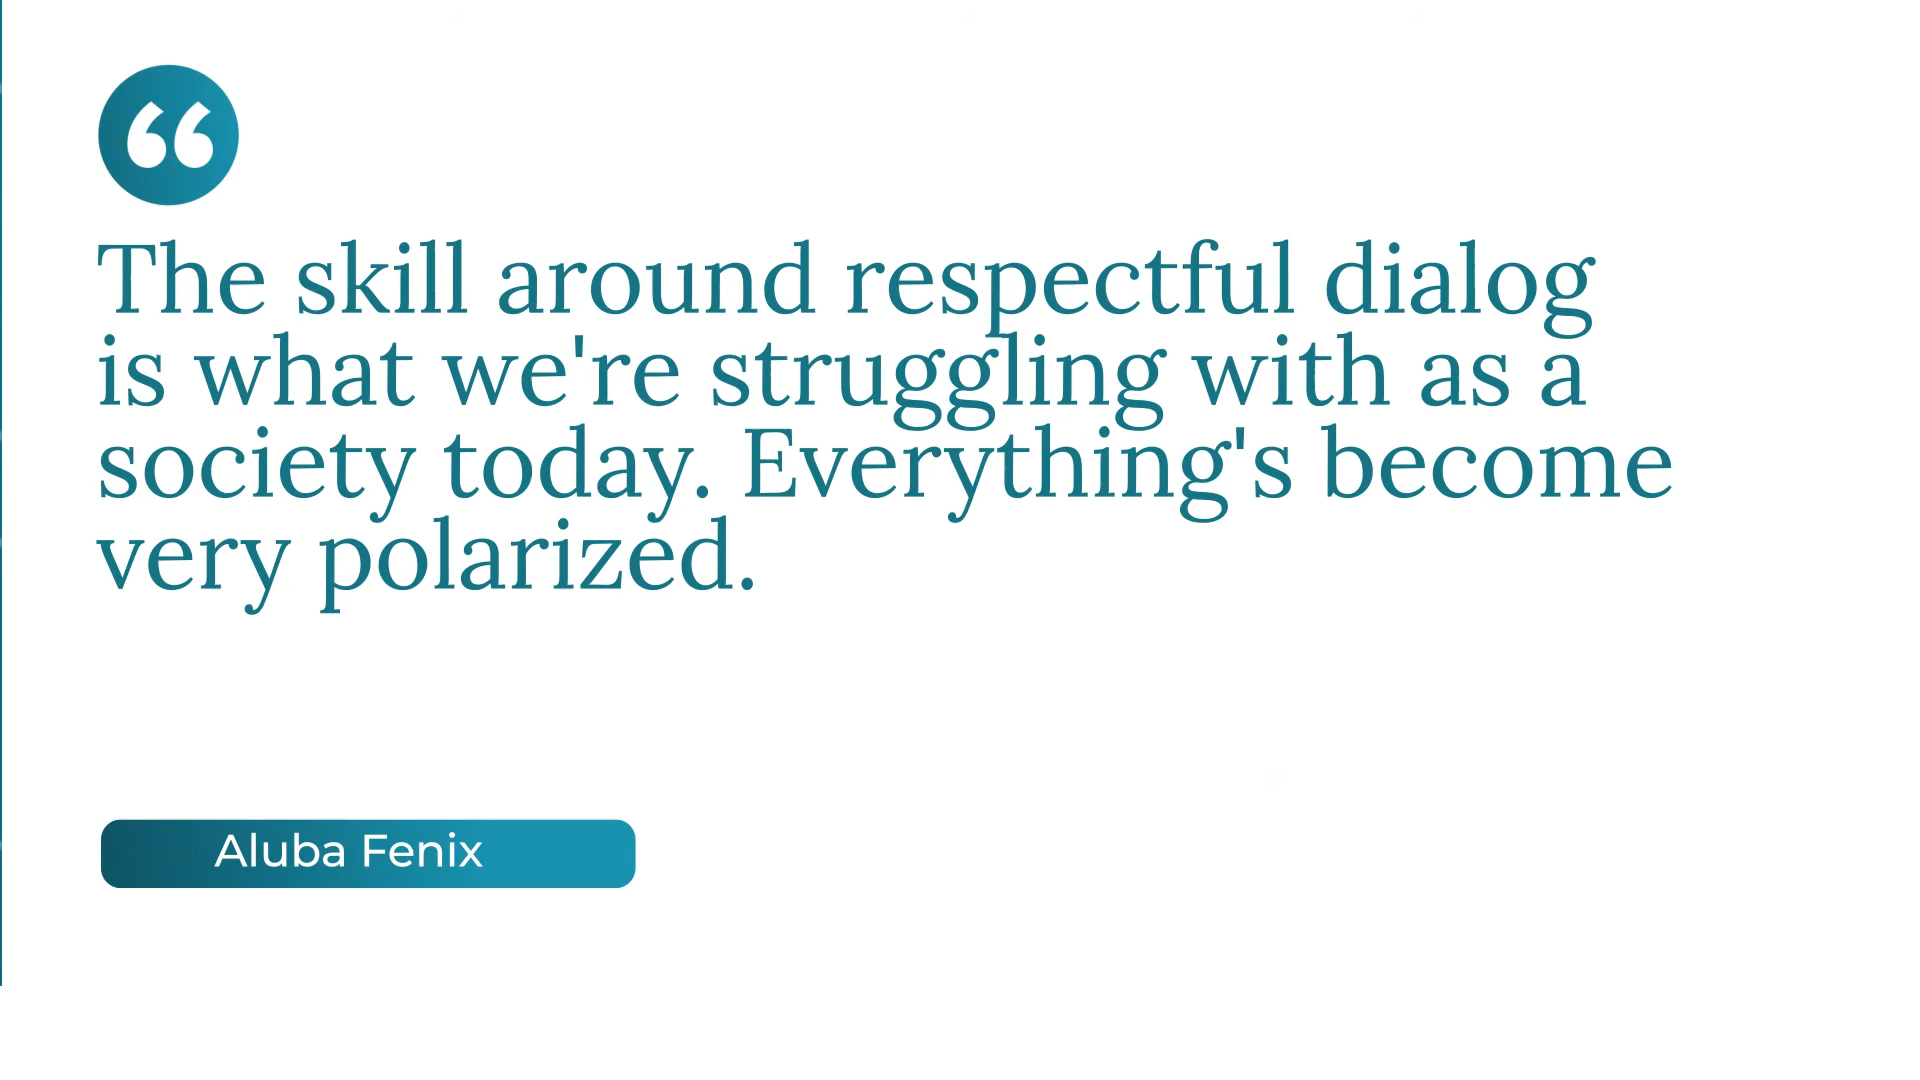 “
The skill around respectful dialog
is what we're struggling with as a
society today. Everything's become
very polarized.
Aluba Fenix